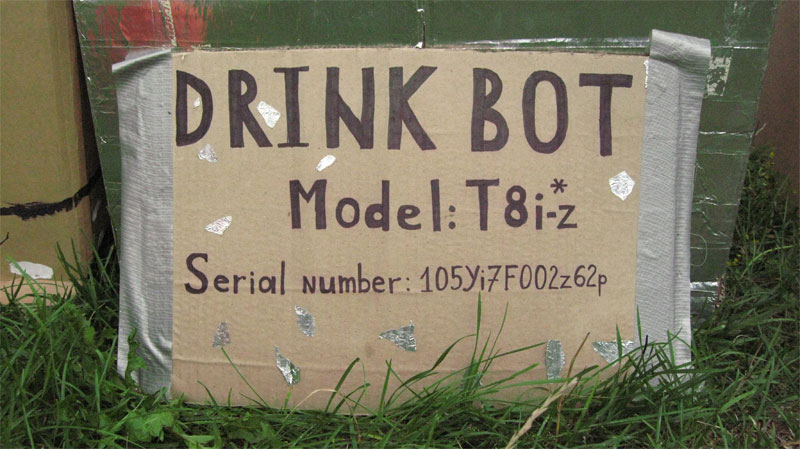 DRINK BOT
Model: T8i-*z
Serial number: 105Yi7F002z62p